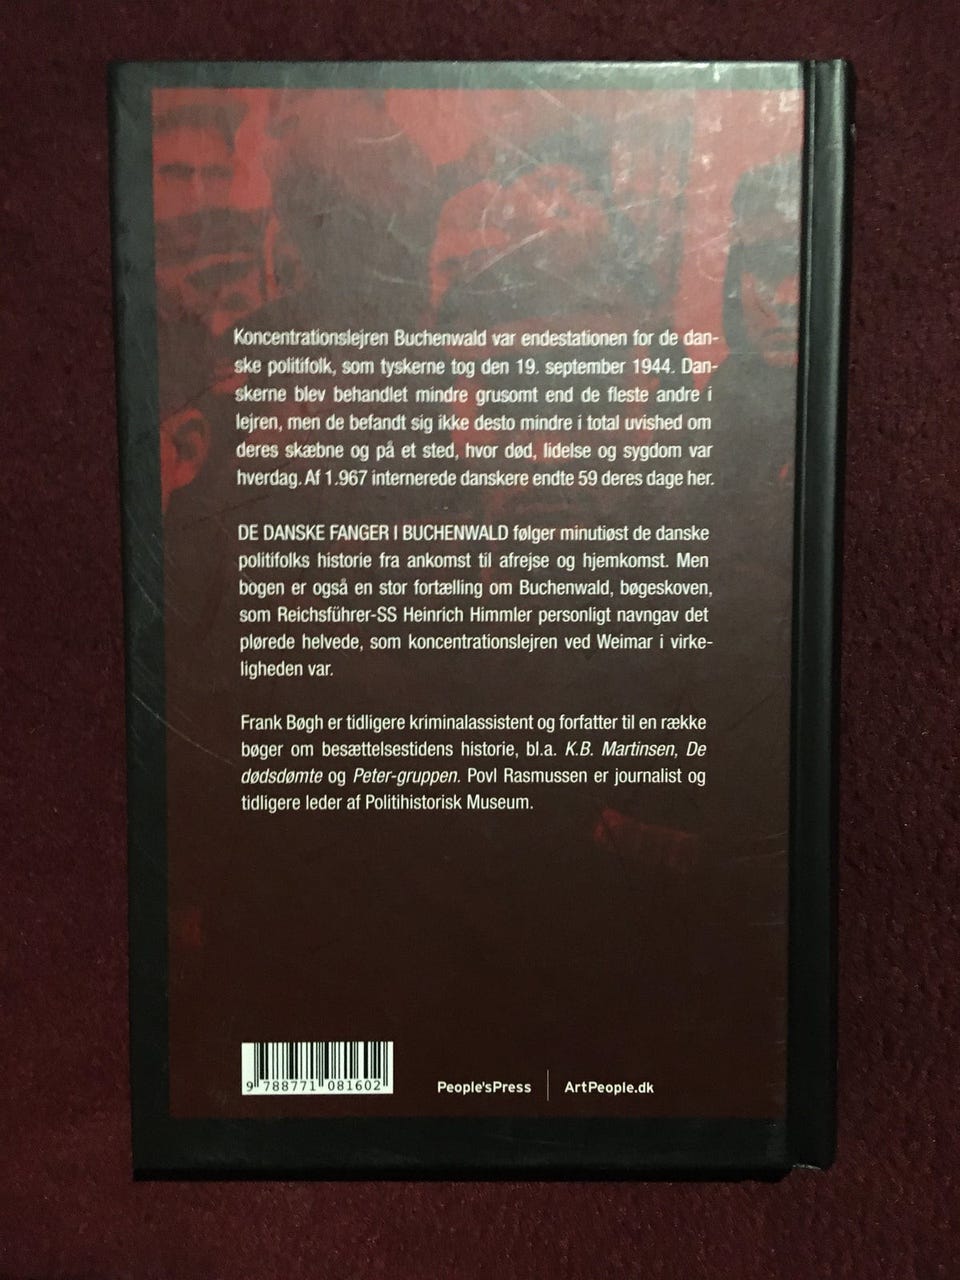 Koncentrationslejren Buchenwald var endestationen for de dan-
ske politifolk, som tyskerne tog den 19. september 1944. Dan-
skerne blev behandlet mindre grusomt end de fleste andre i
lejren, men de befandt sig ikke desto mindre i total uvished om
deres skæbne og på et sted, hvor død, lidelse og sygdom var
hverdag. Af 1.967 internerede danskere endte 59 deres dage her.
DE DANSKE FANGER I BUCHENWALD følger minutiøst de danske
politifolks historie fra ankomst til afrejse og hjemkomst. Men
bogen er også en stor fortælling om Buchenwald, bøgeskoven,
som Reichsführer-SS Heinrich Himmler personligt navngav det
plørede helvede, som koncentrationslejren ved Weimar i virke-
ligheden var.
Frank Bøgh er tidligere kriminalassistent og forfatter til en række
bøger om besættelsestidens historie, bl.a. K.B. Martinsen, De
dødsdømte og Peter-gruppen. Povl Rasmussen er journalist og
tidligere leder af Politihistorisk Museum.
9 788771 081602
People'sPress | ArtPeople.dk